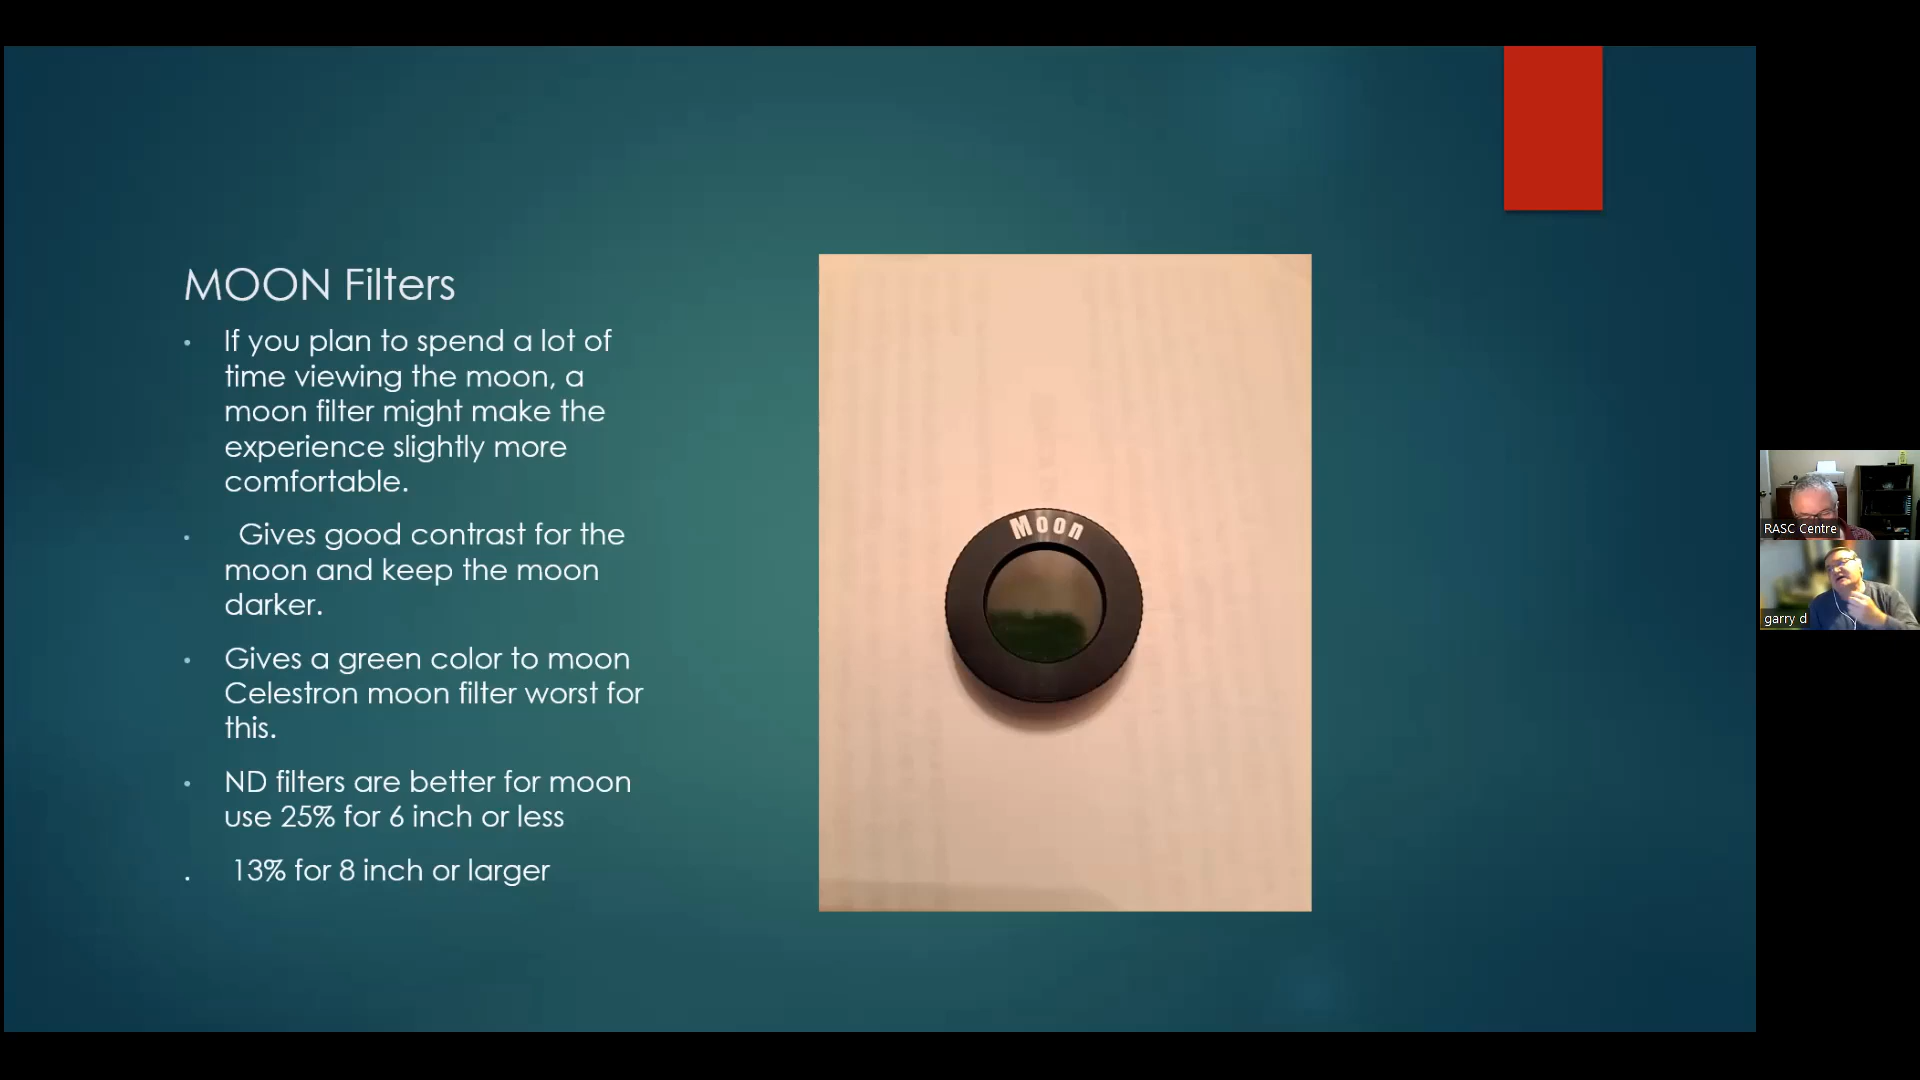 MOON Filters
• If you plan to spend a lot of
time viewing the moon, a
moon filter might make the
experience slightly more
comfortable.
• Gives good contrast for the
moon and keep the moon
darker.
• Gives a green color to moon
Celestron moon filter worst for
this.
• ND filters are better for moon
use 25% for 6 inch or less
. 13% for 8 inch or larger
Moon
RASC Centre
garry d